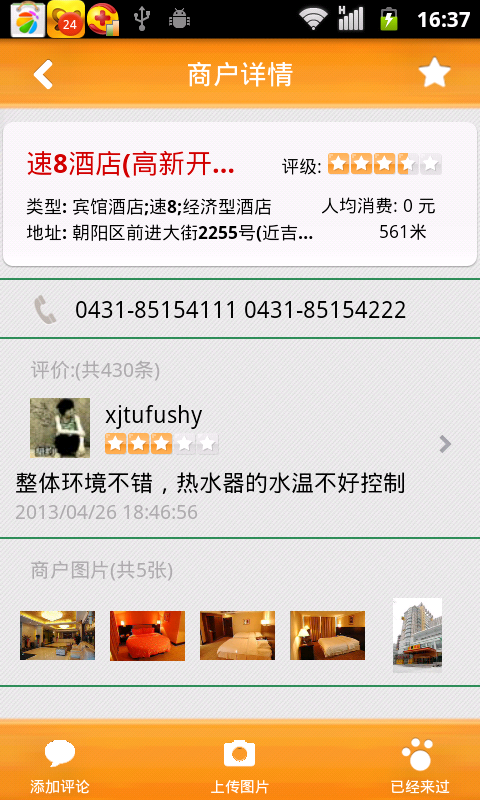 24
H
16:37
商户详情
速8酒店(高新开...
评级:
类型: 宾馆酒店;速8;经济型酒店
人均消费: 0 元
地址: 朝阳区前进大街2255号(近吉...
561米
0431-85154111 0431-85154222
评价:(共430条)
xjtufushy
整体环境不错，热水器的水温不好控制
2013/04/26 18:46:56
商户图片(共5张)
添加评论
上传图片
已经来过